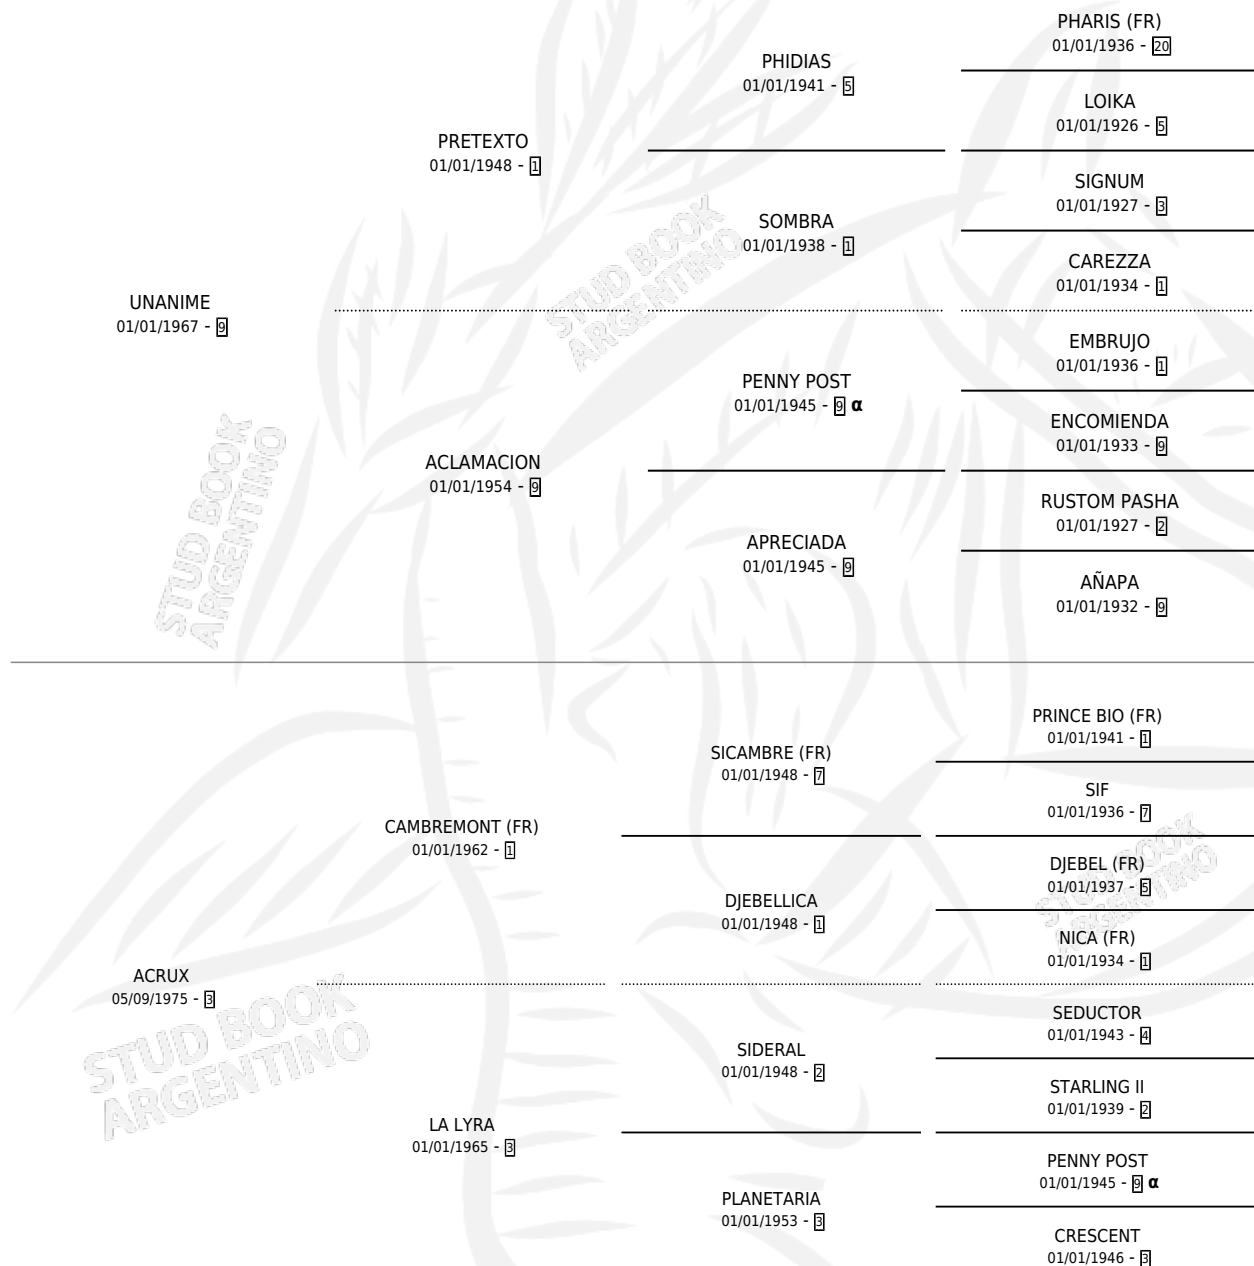 PHARIS (FR)
01/01/1936 - 20
PHIDIAS
01/01/1941 - 5
LOIKA
01/01/1926 - 5
PRETEXTO
01/01/1948 - 1
SIGNUM
01/01/1927 - 3
SOMBRA
01/01/1938 - 1
CAREZZA
01/01/1934 - 1
UNANIME
01/01/1967 - 9
EMBRUJO
01/01/1936 - 1
PENNY POST
01/01/1945 - 9 α
ENCOMIENDA
01/01/1933 - 9
ACLAMACION
01/01/1954 - 9
RUSTOM PASHA
01/01/1927 - 2
APRECIADA
01/01/1945 - 9
AÑAPA
01/01/1932 - 9
PRINCE BIO (FR)
01/01/1941 - 1
SICAMBRE (FR)
01/01/1948 - 7
SIF
01/01/1936 - 7
CAMBREMONT (FR)
01/01/1962 - 1
DJEBEL (FR)
01/01/1937 - 5
DJEBELLICA
01/01/1948 - 1
NICA (FR)
01/01/1934 - 1
ACRUX
05/09/1975 - 3
SEDUCTOR
01/01/1943 - 4
SIDERAL
01/01/1948 - 2
STARLING II
01/01/1939 - 2
LA LYRA
01/01/1965 - 3
PENNY POST
01/01/1945 - 9 α
PLANETARIA
01/01/1953 - 3
CRESCENT
01/01/1946 - 3
STUD BOOK
ARGENTINO
STUD BOOK
ARGENTINO
STUD BOOK
ARGENTINO
STUD BOOK
ARGENTINO